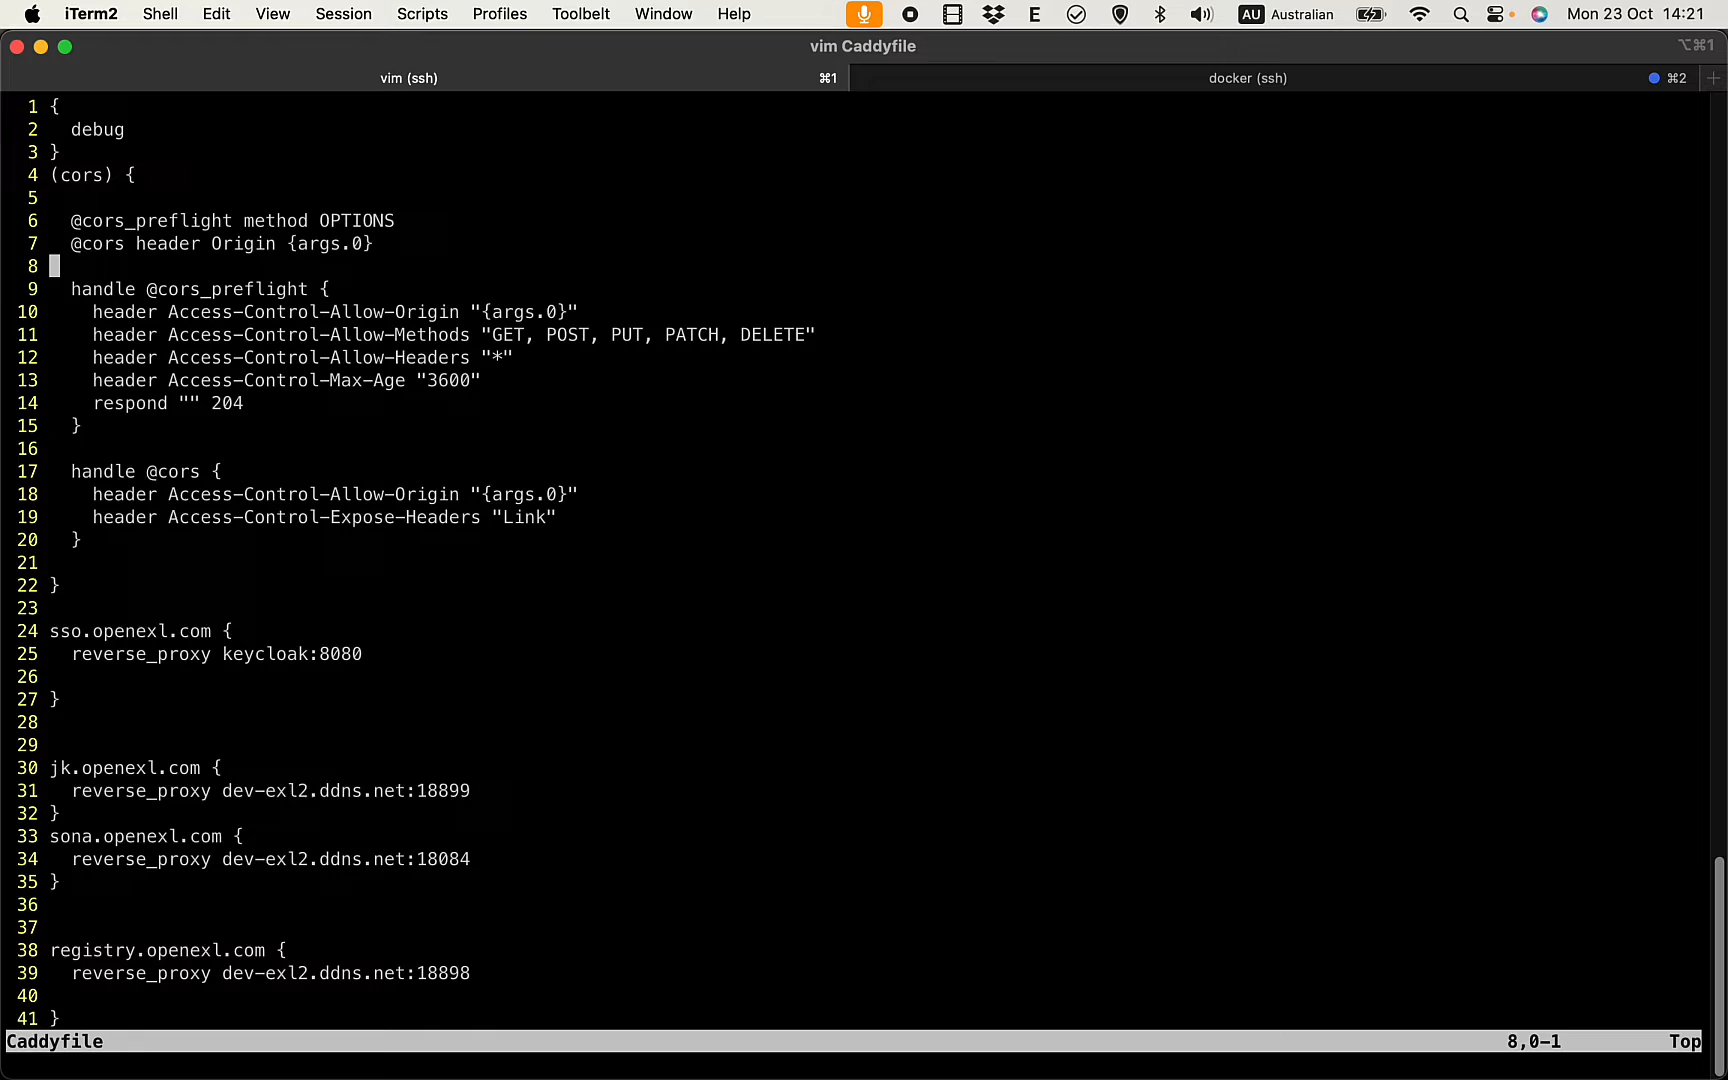 iTerm2 Shell Edit View Session Scripts Profiles Toolbelt Window Help E AU Australian Mon 23 Oct 14:21
vim Caddyfile ⌥⌘1
vim (ssh) ⌘1 docker (ssh) ⌘2
1 {
2   debug
3 }
4 (cors) {
5
6   @cors_preflight method OPTIONS
7   @cors header Origin {args.0}
8
9   handle @cors_preflight {
10     header Access-Control-Allow-Origin "{args.0}"
11     header Access-Control-Allow-Methods "GET, POST, PUT, PATCH, DELETE"
12     header Access-Control-Allow-Headers "*"
13     header Access-Control-Max-Age "3600"
14     respond "" 204
15   }
16
17   handle @cors {
18     header Access-Control-Allow-Origin "{args.0}"
19     header Access-Control-Expose-Headers "Link"
20   }
21
22 }
23
24 sso.openexl.com {
25   reverse_proxy keycloak:8080
26
27 }
28
29
30 jk.openexl.com {
31   reverse_proxy dev-exl2.ddns.net:18899
32 }
33 sona.openexl.com {
34   reverse_proxy dev-exl2.ddns.net:18084
35 }
36
37
38 registry.openexl.com {
39   reverse_proxy dev-exl2.ddns.net:18898
40
41 }
Caddyfile 8,0-1 Top